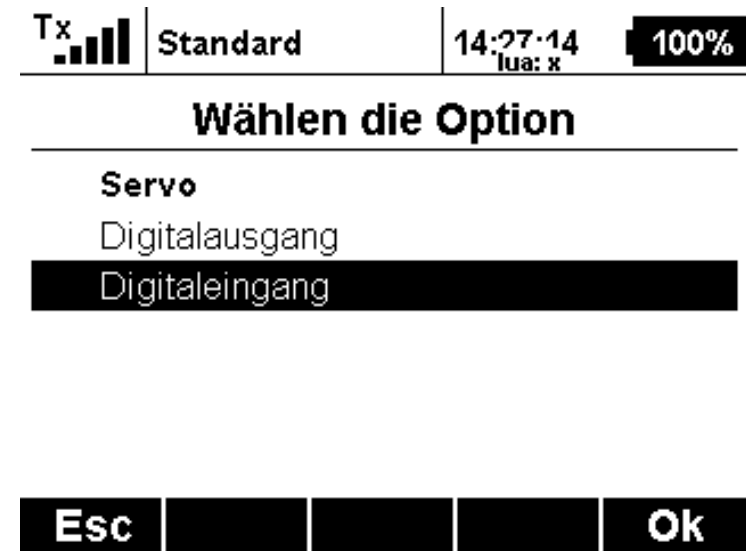 Tx Standard 14:27:14 100%
lua: x
Wählen die Option
Servo
Digitalausgang
Digitaleingang
Esc Ok